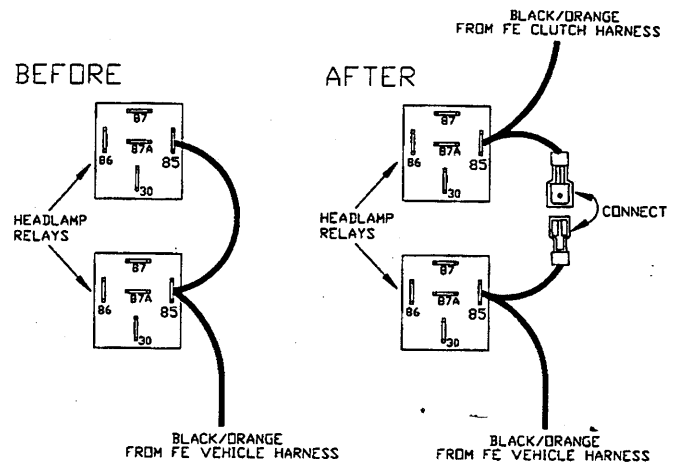 BLACK/ORANGE
FROM FE CLUTCH HARNESS
BEFORE
AFTER
87
86
87A
85
30
87
86
87A
85
30
HEADLAMP
RELAYS
HEADLAMP
RELAYS
CONNECT
87
86
87A
85
30
87
86
87A
85
30
BLACK/ORANGE
FROM FE VEHICLE HARNESS
BLACK/ORANGE
FROM FE VEHICLE HARNESS